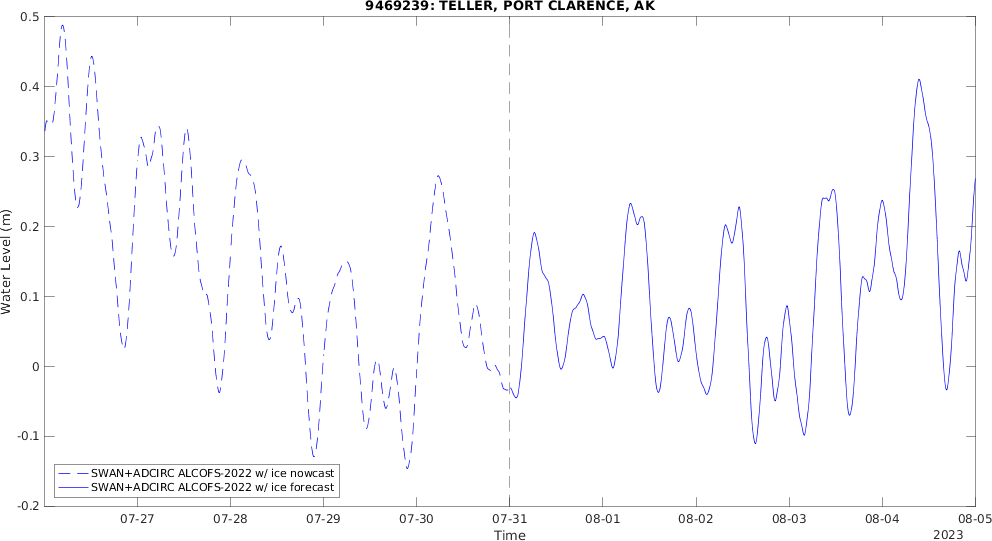 9469239: TELLER, PORT CLARENCE, AK
0.5
0.4
0.3
0.2
0.1
0
-0.1
-0.2
Water Level (m)
SWAN+ADCIRC ALCOFS-2022 w/ ice nowcast
SWAN+ADCIRC ALCOFS-2022 w/ ice forecast
07-27 07-28 07-29 07-30 07-31 08-01 08-02 08-03 08-04 08-05
Time
2023